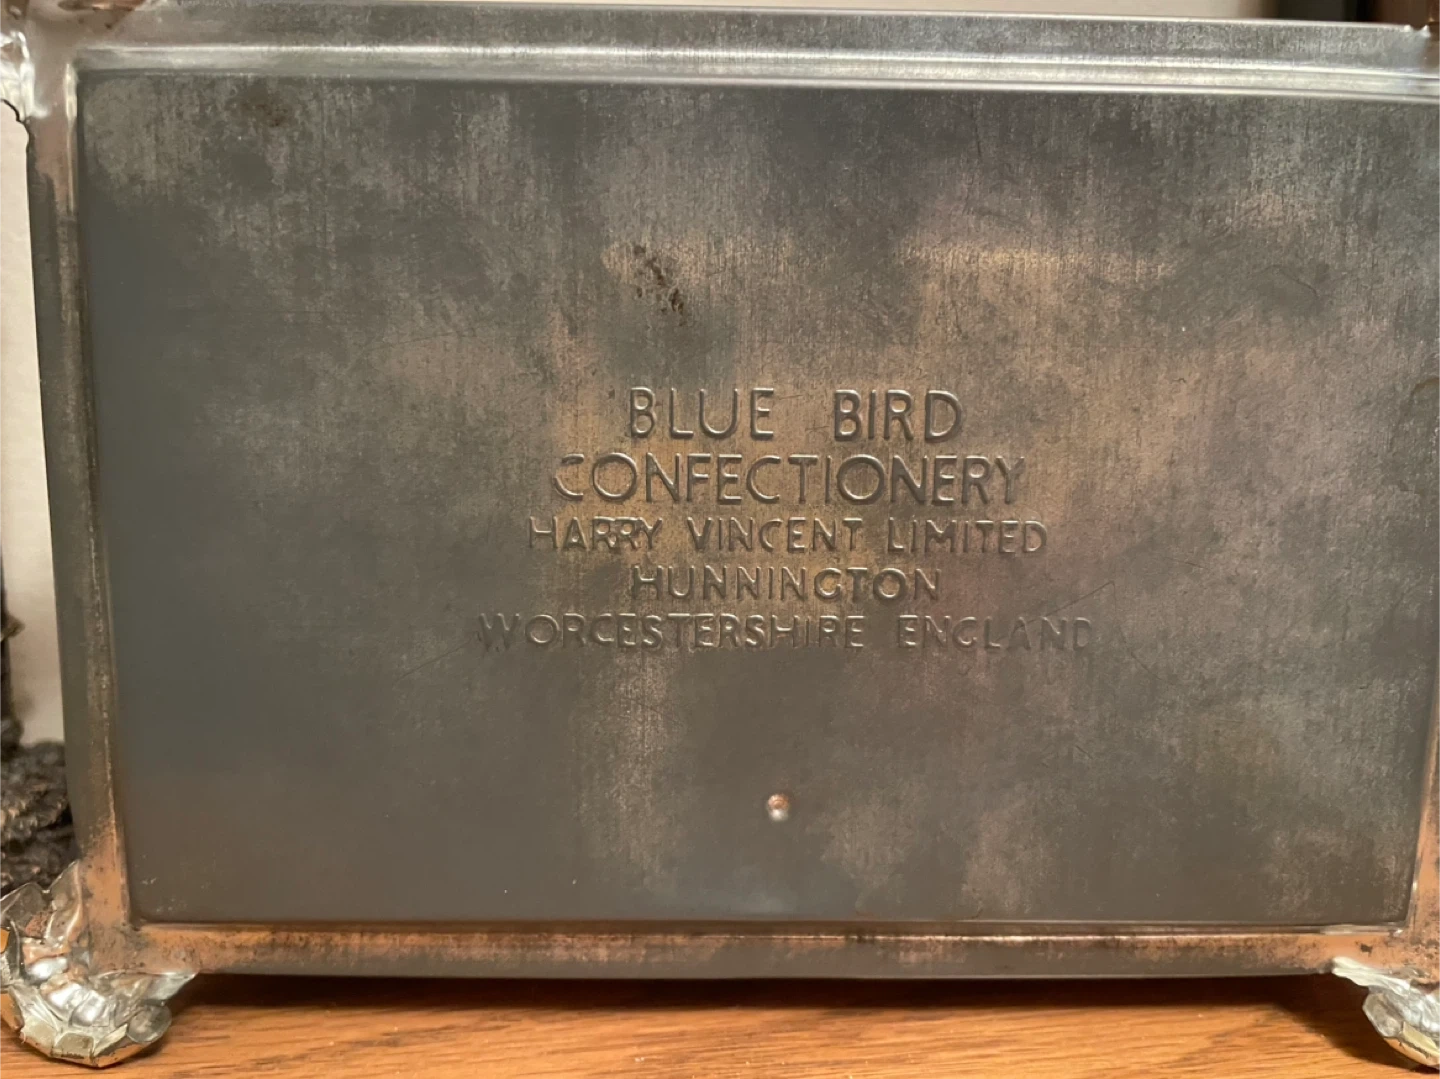 BLUE BIRD
CONFECTIONERY
HARRY VINCENT LIMITED
HUNNINGTON
WORCESTERSHIRE ENGLAND